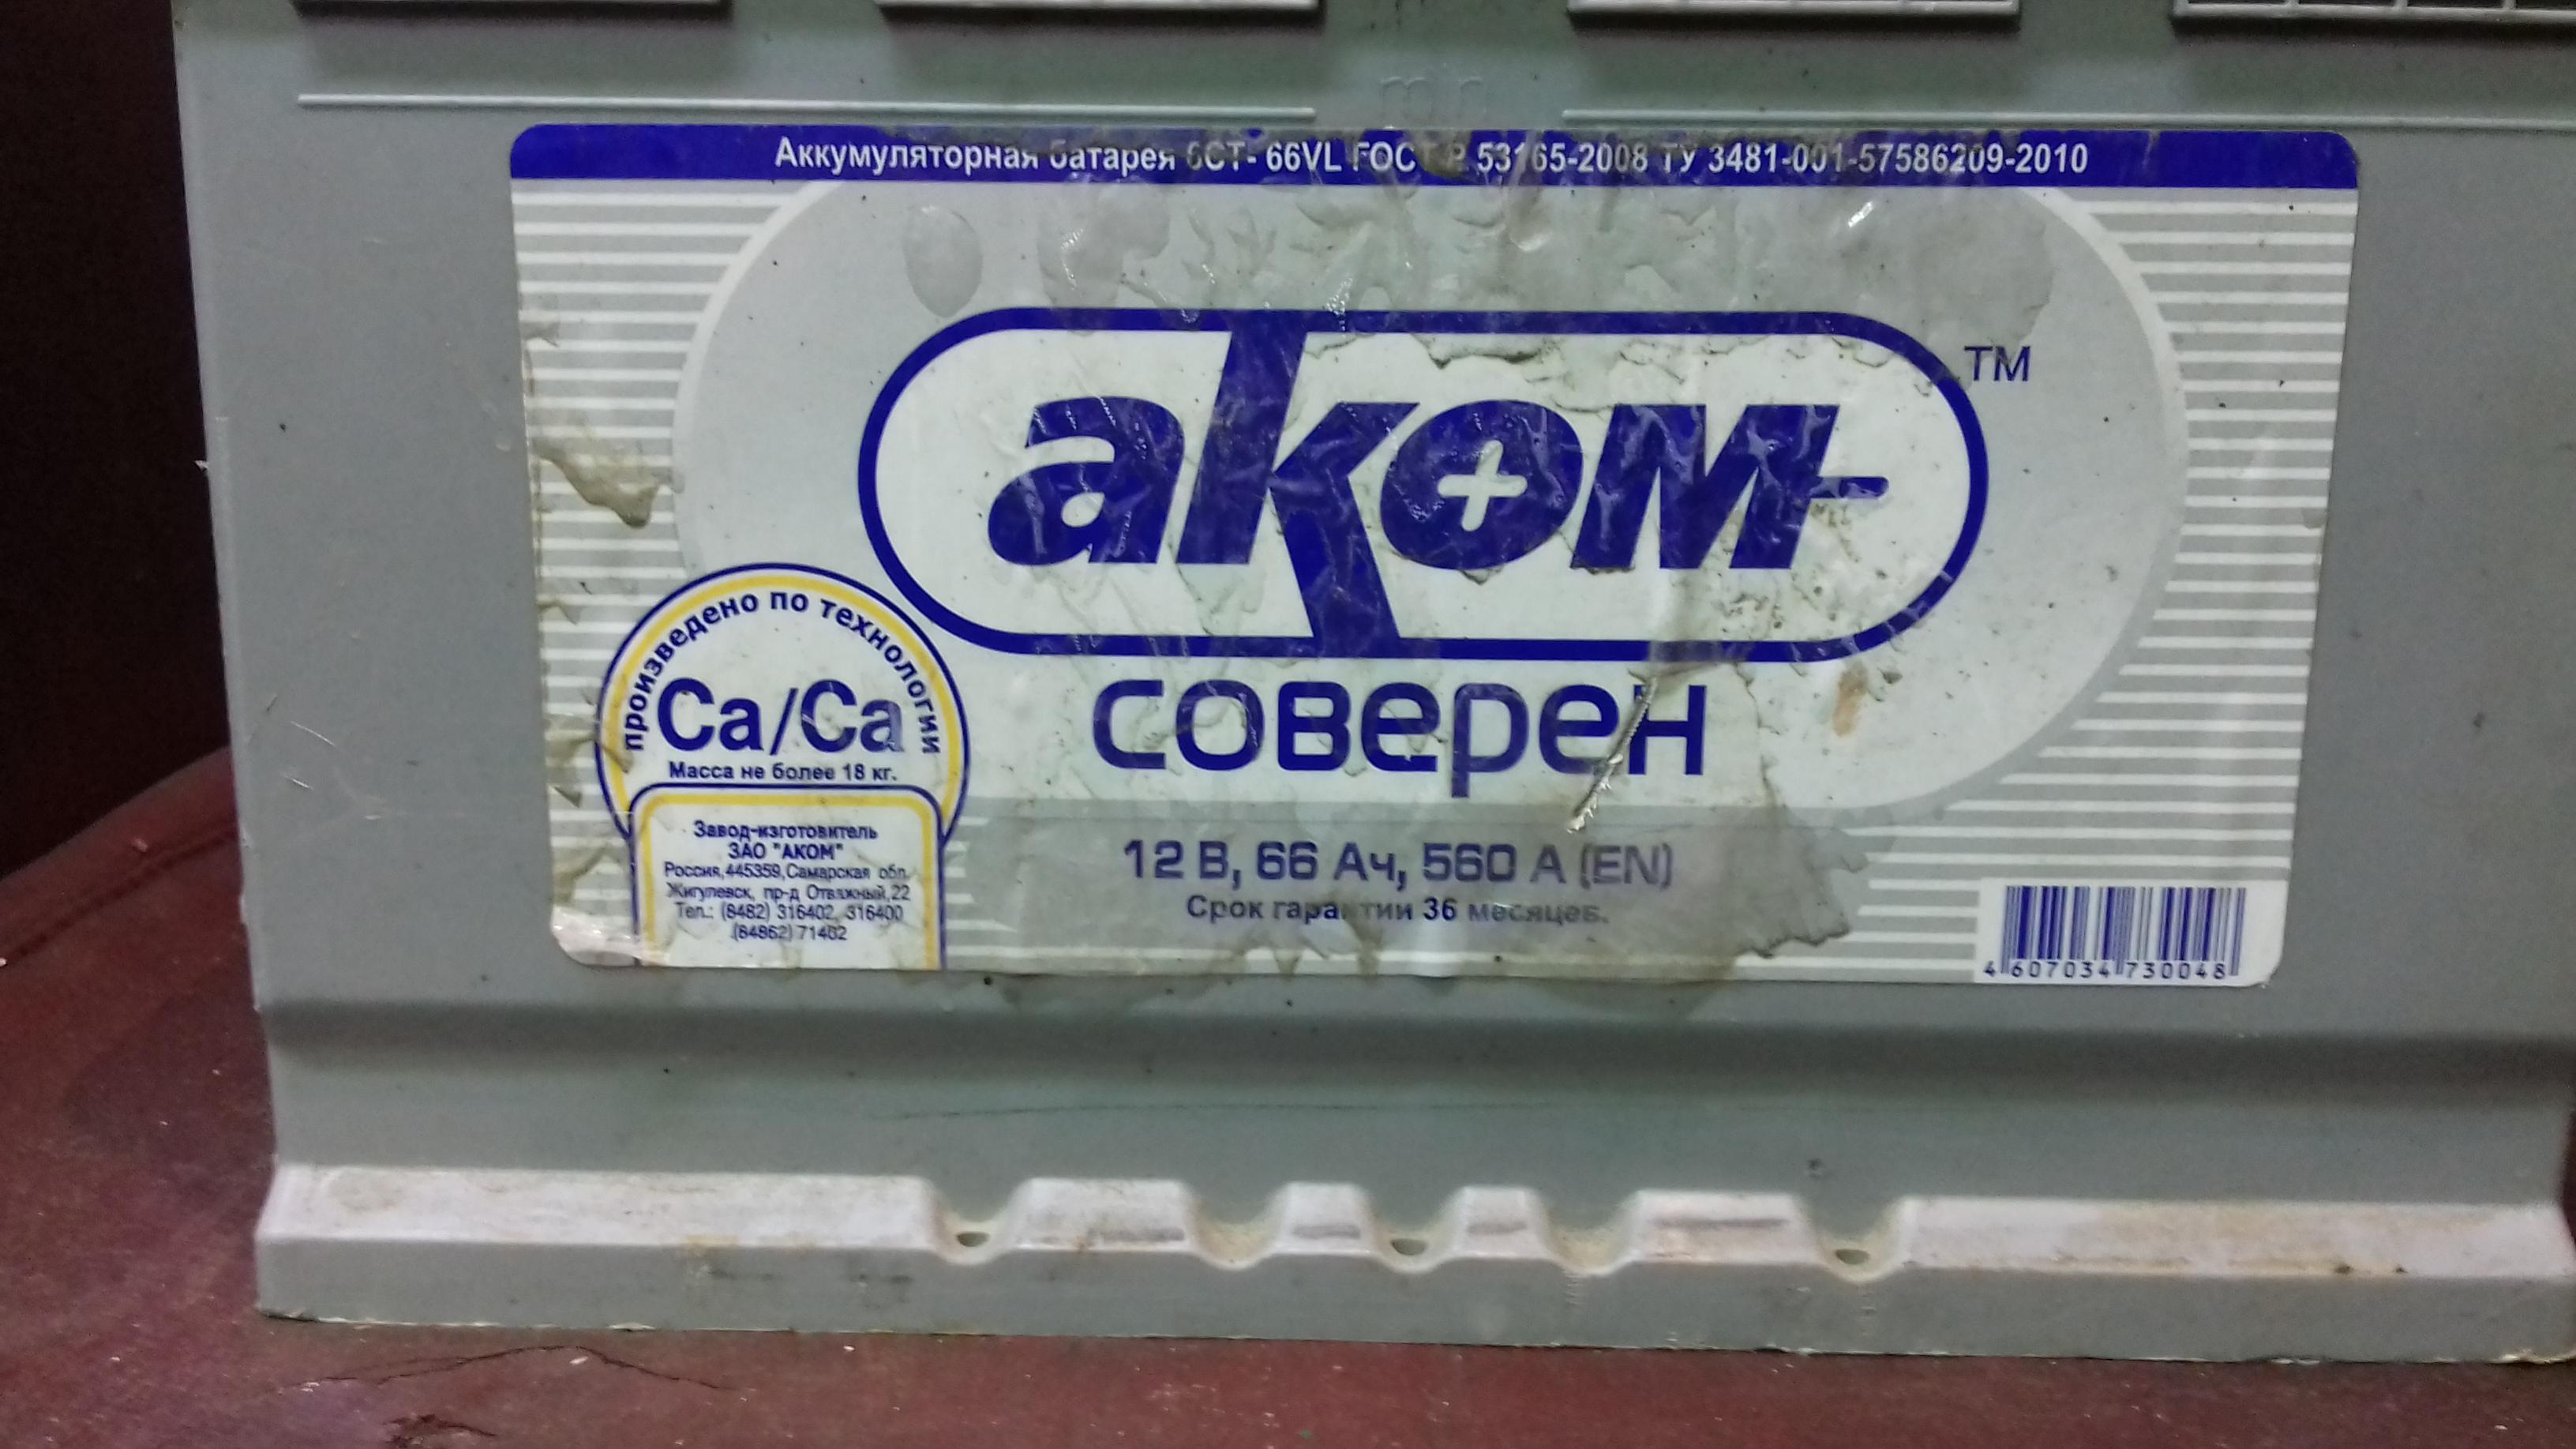 Аккумуляторная батарея 6СТ- 66VL ГОСТ Р 53165-2008 ТУ 3481-001-57586209-2010
аком- ТМ
соверен
произведено по технологии
Ca/Ca
Масса не более 18 кг.
Завод-изготовитель
ЗАО "АКОМ"
Россия,445359,Самарская обл.
Жигулевск, пр-д Отважный,22
Тел.: (8482) 316402, 316400
(84862) 71402
12 В, 66 Ач, 560 А (EN)
Срок гарантии 36 месяцев.
4 607034 730048